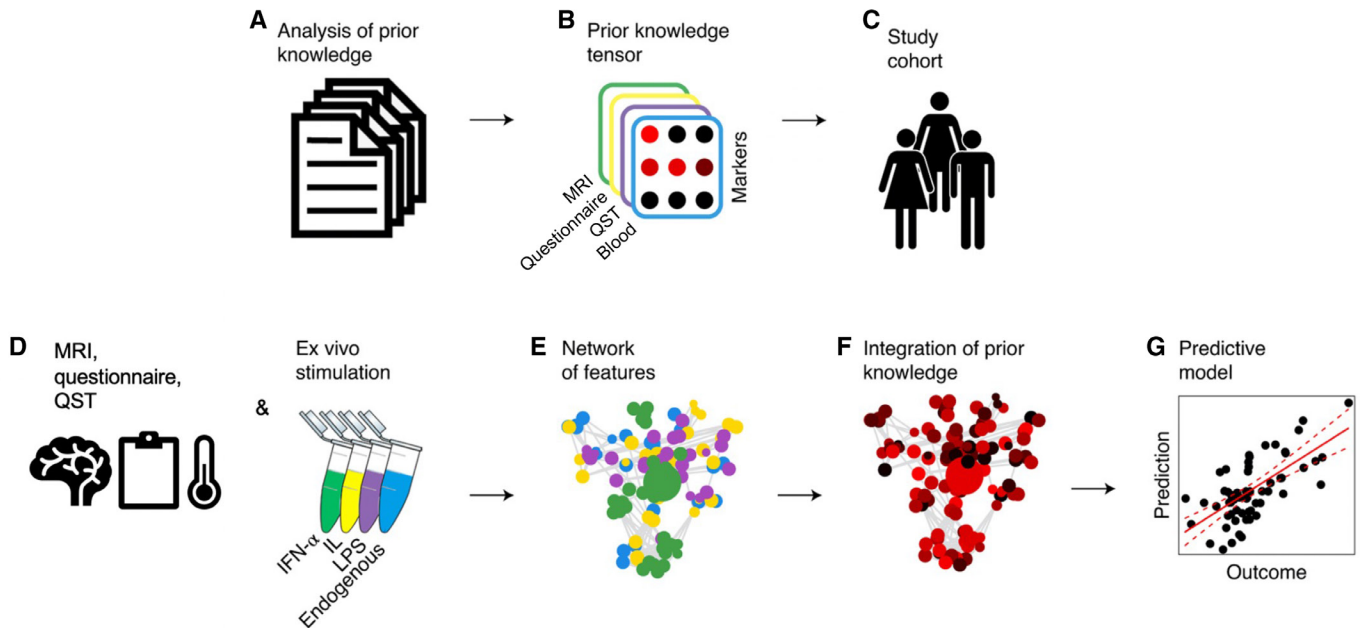 A
Analysis of prior
knowledge
B
Prior knowledge
tensor
MRI
Questionnaire
QST
Blood
Markers
C
Study
cohort
D
MRI,
questionnaire,
QST
&
Ex vivo
stimulation
IFN-α
IL
LPS
Endogenous
E
Network
of features
F
Integration of prior
knowledge
G
Predictive
model
Prediction
Outcome